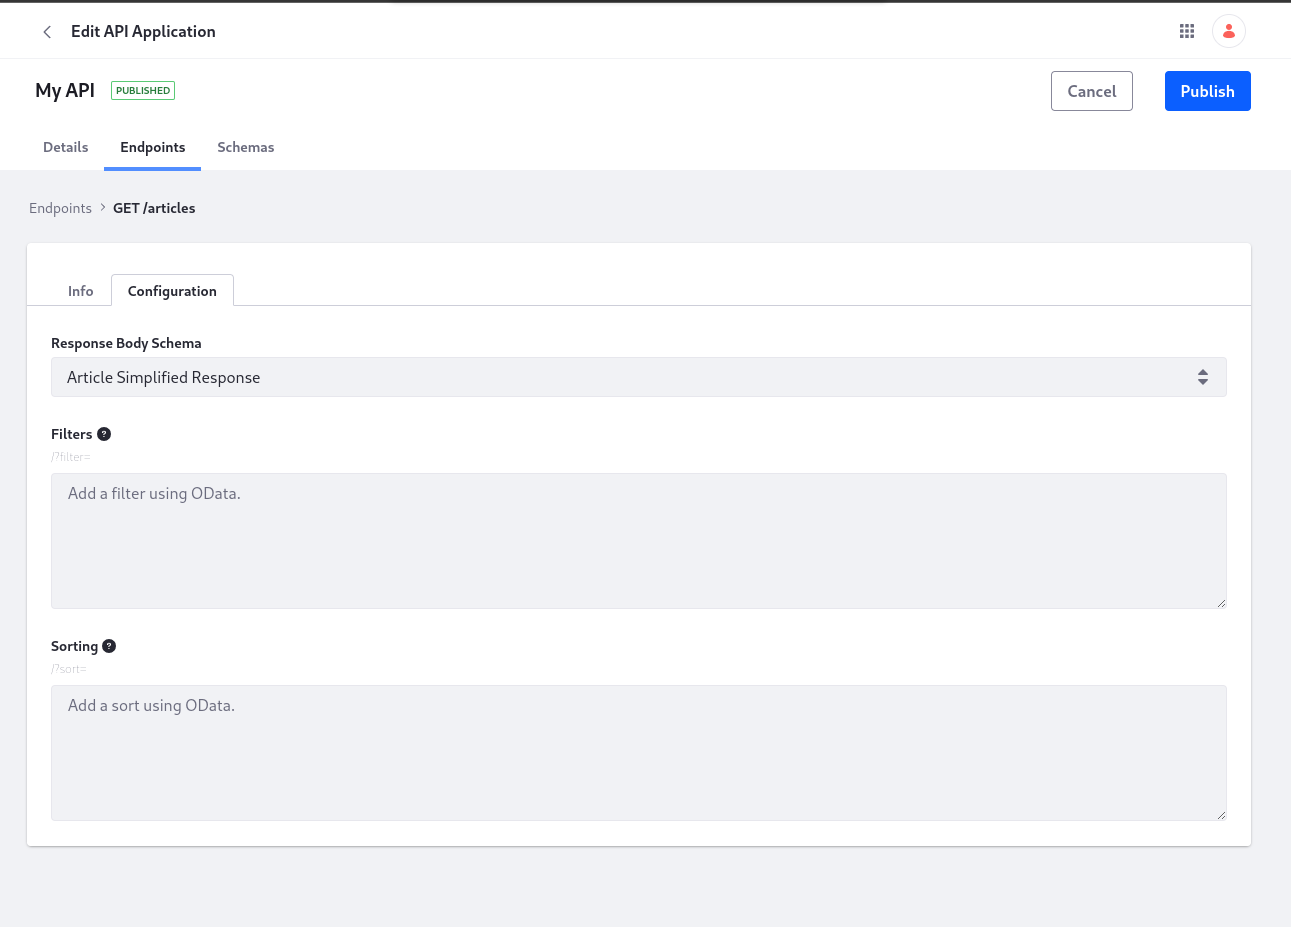 Edit API Application
My API PUBLISHED
Cancel Publish
Details Endpoints Schemas
Endpoints > GET /articles
Info Configuration
Response Body Schema
Article Simplified Response
Filters ?
/?filter=
Add a filter using OData.
Sorting ?
/?sort=
Add a sort using OData.